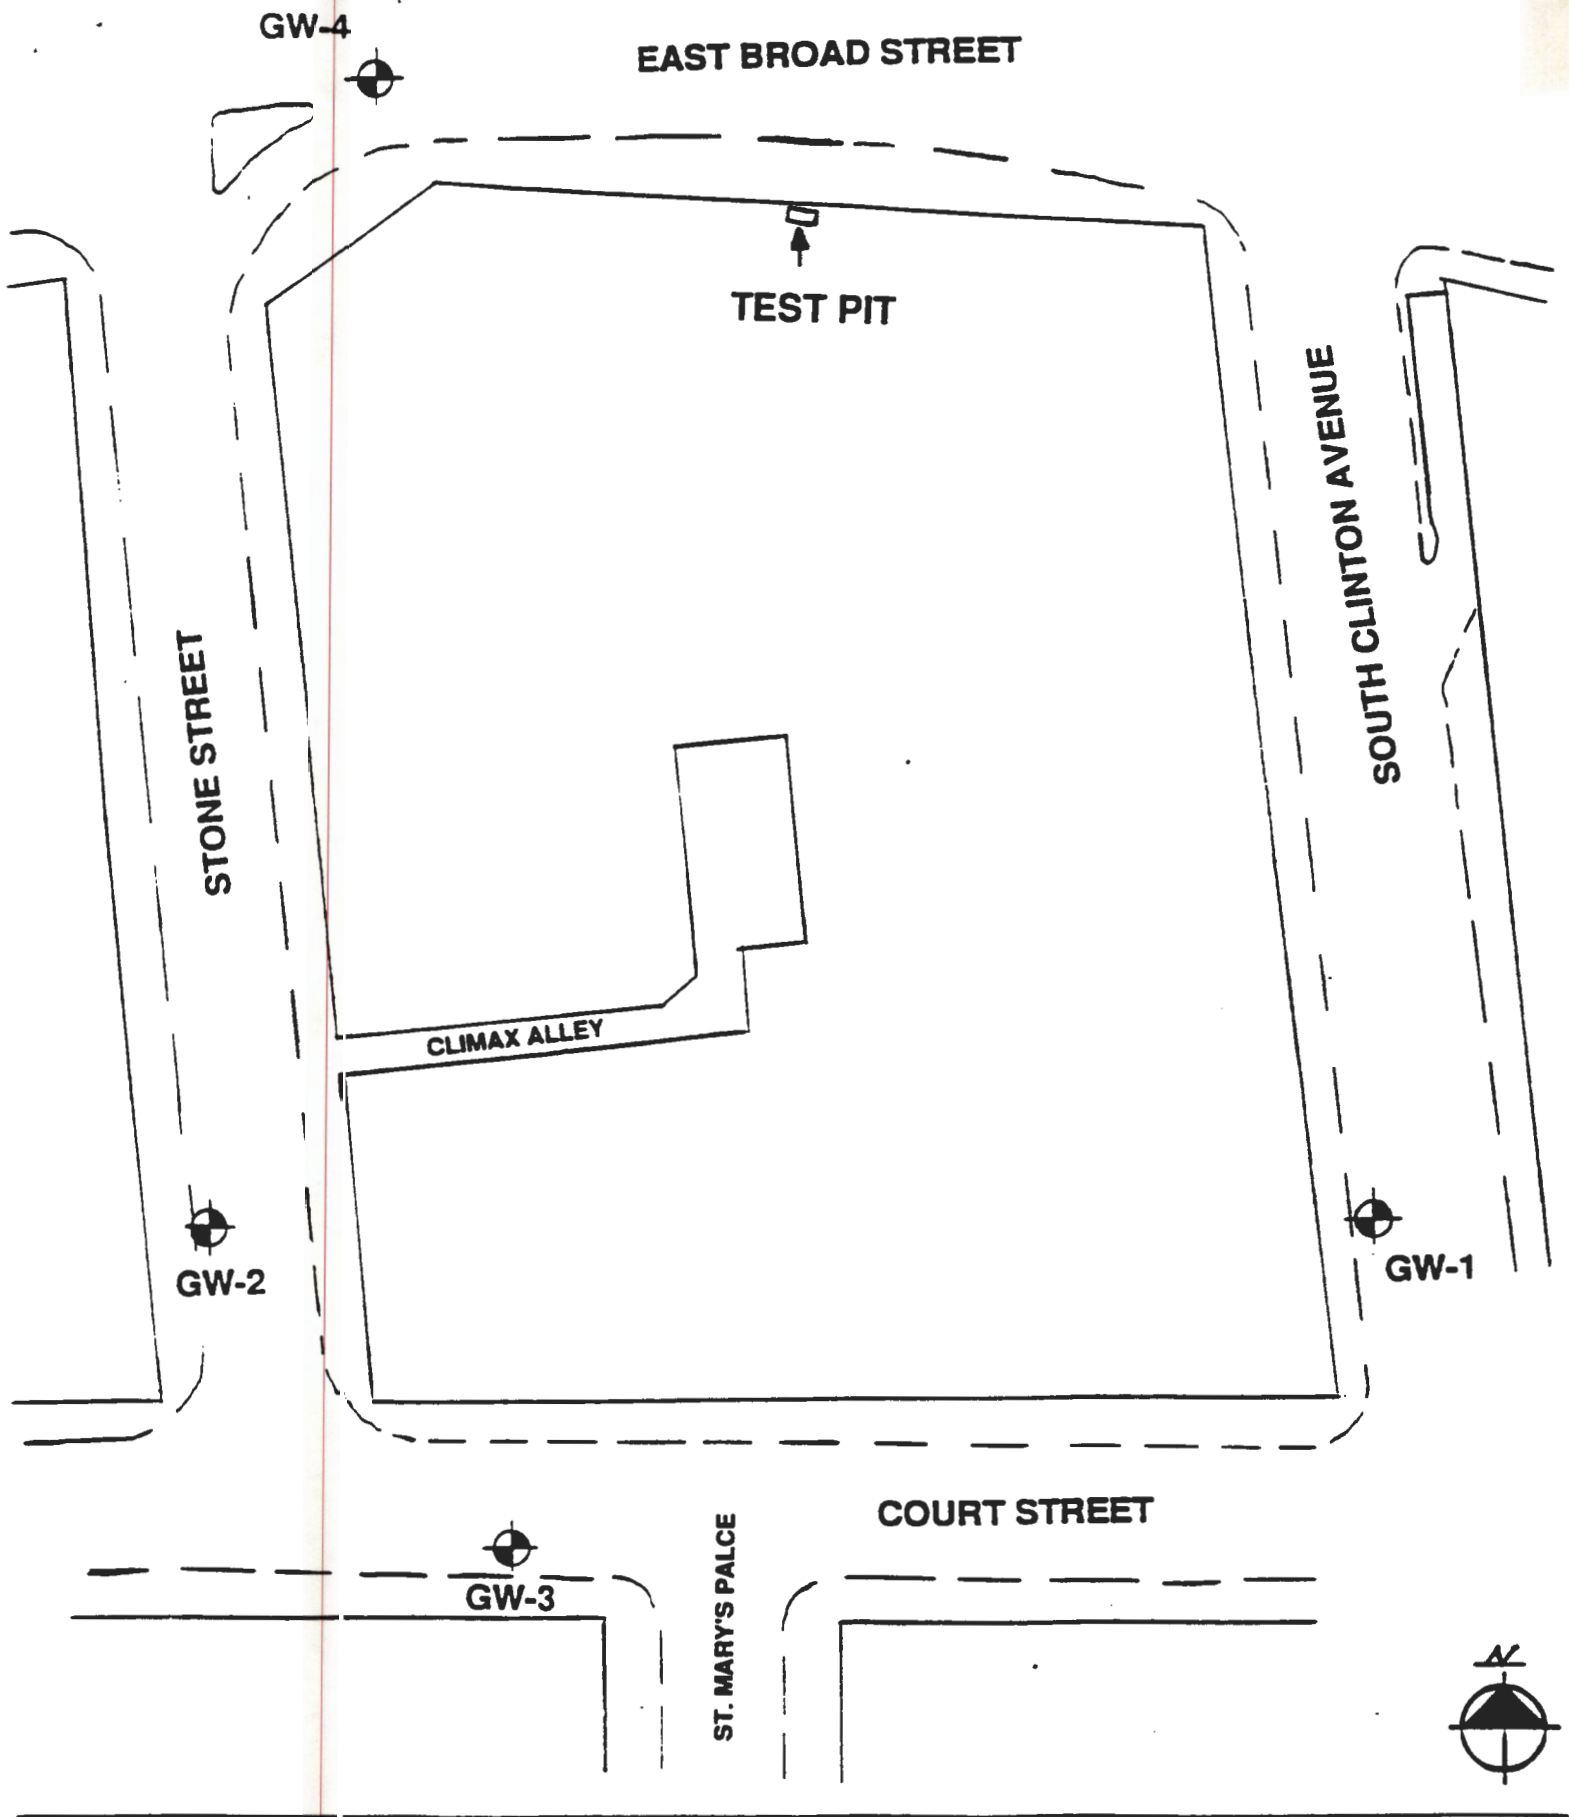 GW-4
EAST BROAD STREET
TEST PIT
SOUTH CLINTON AVENUE
STONE STREET
CLIMAX ALLEY
GW-2
GW-1
COURT STREET
GW-3
ST. MARY'S PALCE
N